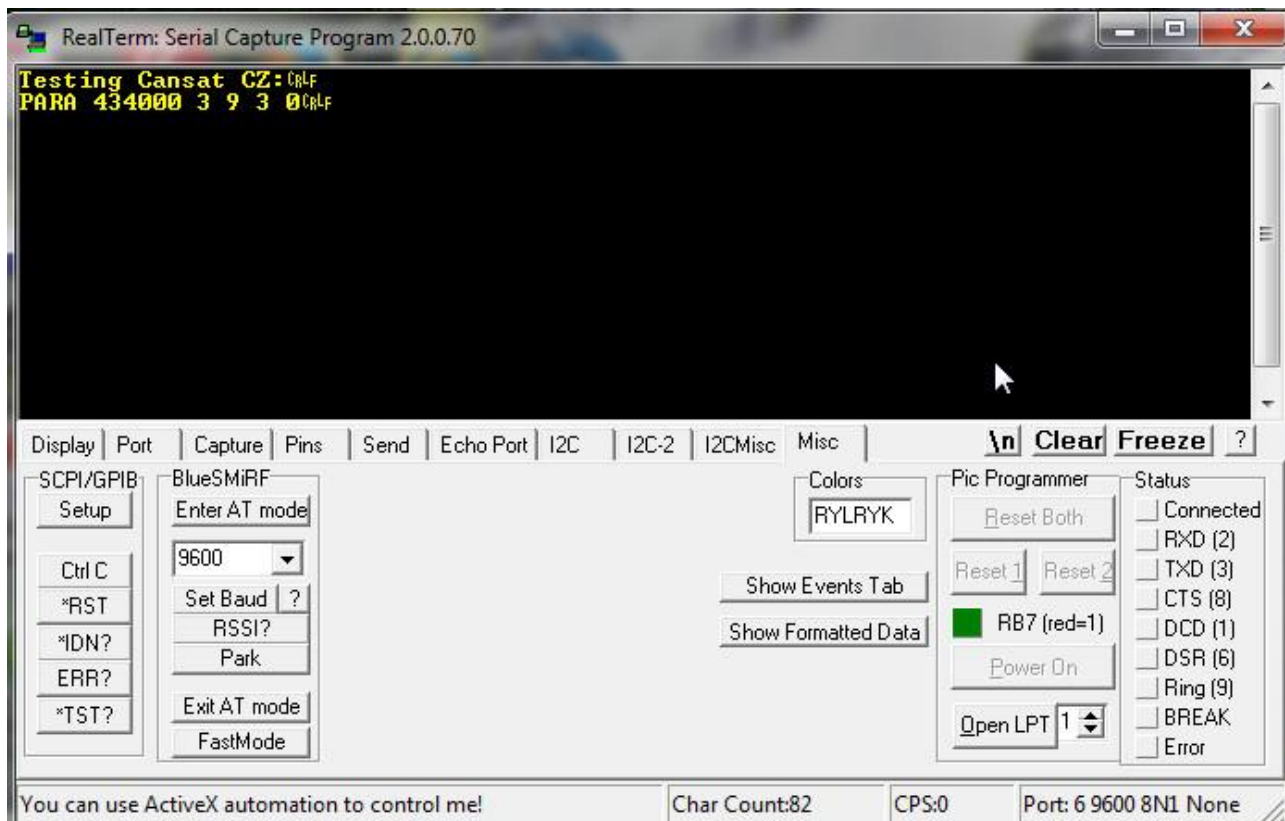 RealTerm: Serial Capture Program 2.0.0.70
Testing Cansat CZ:CRLF
PARA 434000 3 9 3 0CRLF
Display Port Capture Pins Send Echo Port I2C I2C-2 I2CMisc Misc \n Clear Freeze ?
SCPI/GPIB
Setup
Ctrl C
*RST
*IDN?
ERR?
*TST?
BlueSMiRF
Enter AT mode
9600
Set Baud ?
RSSI?
Park
Exit AT mode
FastMode
Colors
RYLRYK
Show Events Tab
Show Formatted Data
Pic Programmer
Reset Both
Reset 1 Reset 2
RB7 (red=1)
Power On
Open LPT 1
Status
Connected
RXD (2)
TXD (3)
CTS (8)
DCD (1)
DSR (6)
Ring (9)
BREAK
Error
You can use ActiveX automation to control me! Char Count:82 CPS:0 Port: 6 9600 8N1 None